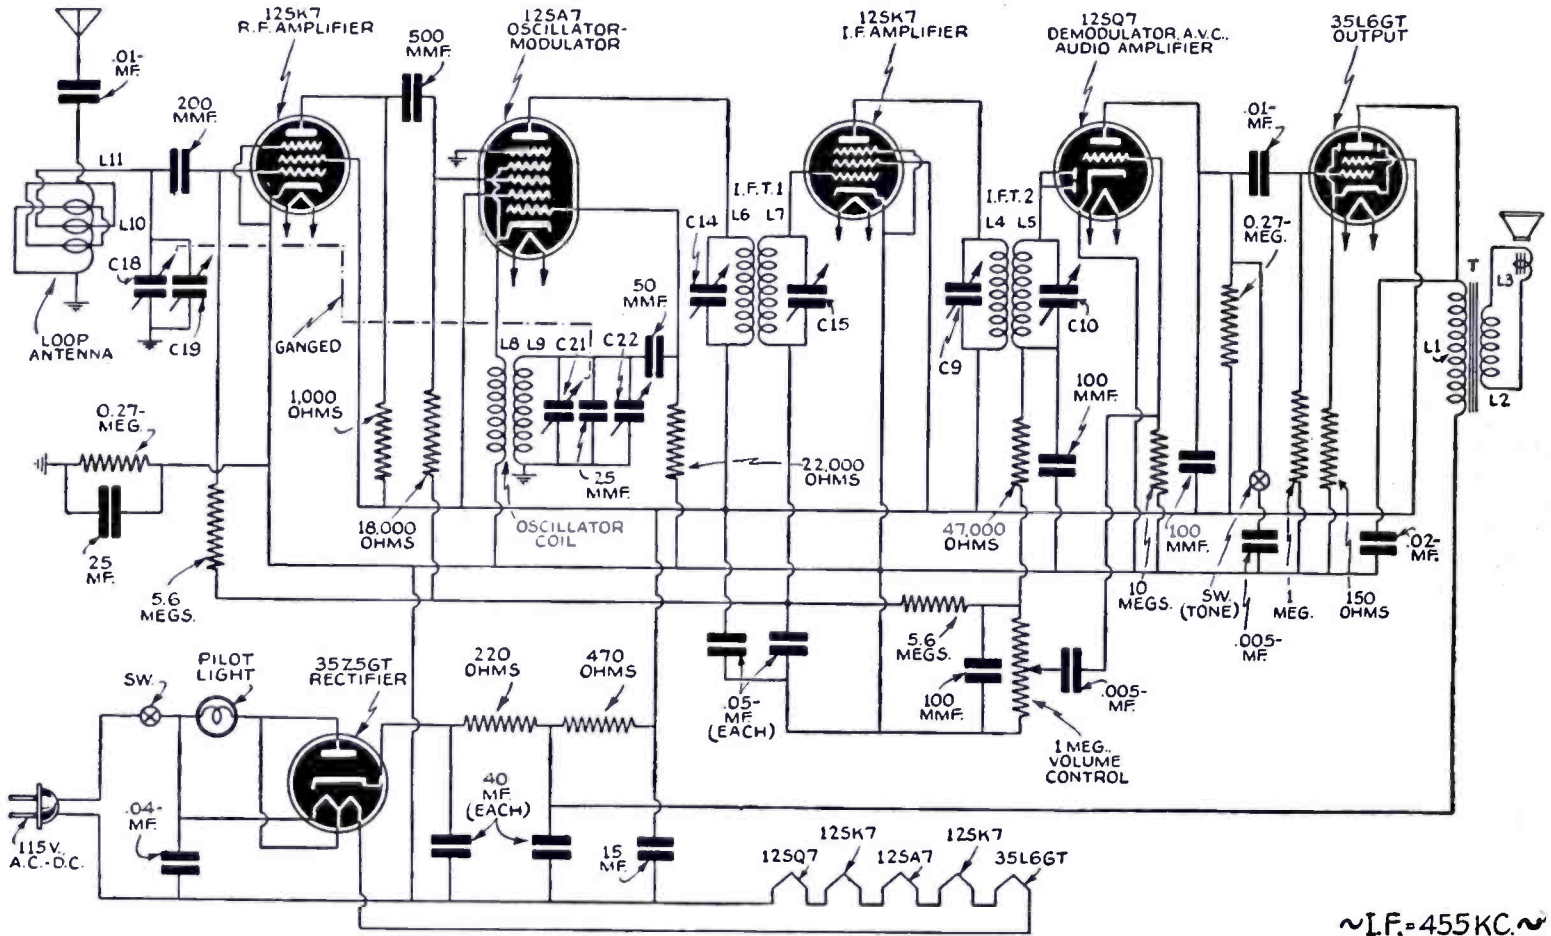 12SK7
R.F. AMPLIFIER
12SA7
OSCILLATOR-
MODULATOR
12SK7
I.F. AMPLIFIER
12SQ7
DEMODULATOR, A.V.C.,
AUDIO AMPLIFIER
35L6GT
OUTPUT
.01-
MF.
200
MMF.
500
MMF.
.01-
MF.
L11
L10
I.F.T.1
L6 L7
I.F.T.2
L4 L5
0.27-
MEG.
C14
C18
C19
LOOP
ANTENNA
GANGED
50
MMF.
C15
C9
C10
T
L3
L1
L2
L8 L9 C21 C22
1,000
OHMS
100
MMF.
0.27-
MEG.
22,000
OHMS
25
MMF.
18,000
OHMS
OSCILLATOR
COIL
47,000
OHMS
100
MMF.
.02-
MF.
25
MF.
5.6
MEGS.
10
MEGS.
SW.
(TONE)
.005-
MF.
1
MEG.
150
OHMS
5.6
MEGS.
100
MMF.
.005-
MF.
.05-
MF.
(EACH)
1 MEG.,
VOLUME
CONTROL
SW.
PILOT
LIGHT
35Z5GT
RECTIFIER
220
OHMS
470
OHMS
115 V.,
A.C.-D.C.
.04-
MF.
40
MF.
(EACH)
15
MF.
12SQ7
12SK7
12SA7
12SK7
35L6GT
~I.F.=455 KC.~